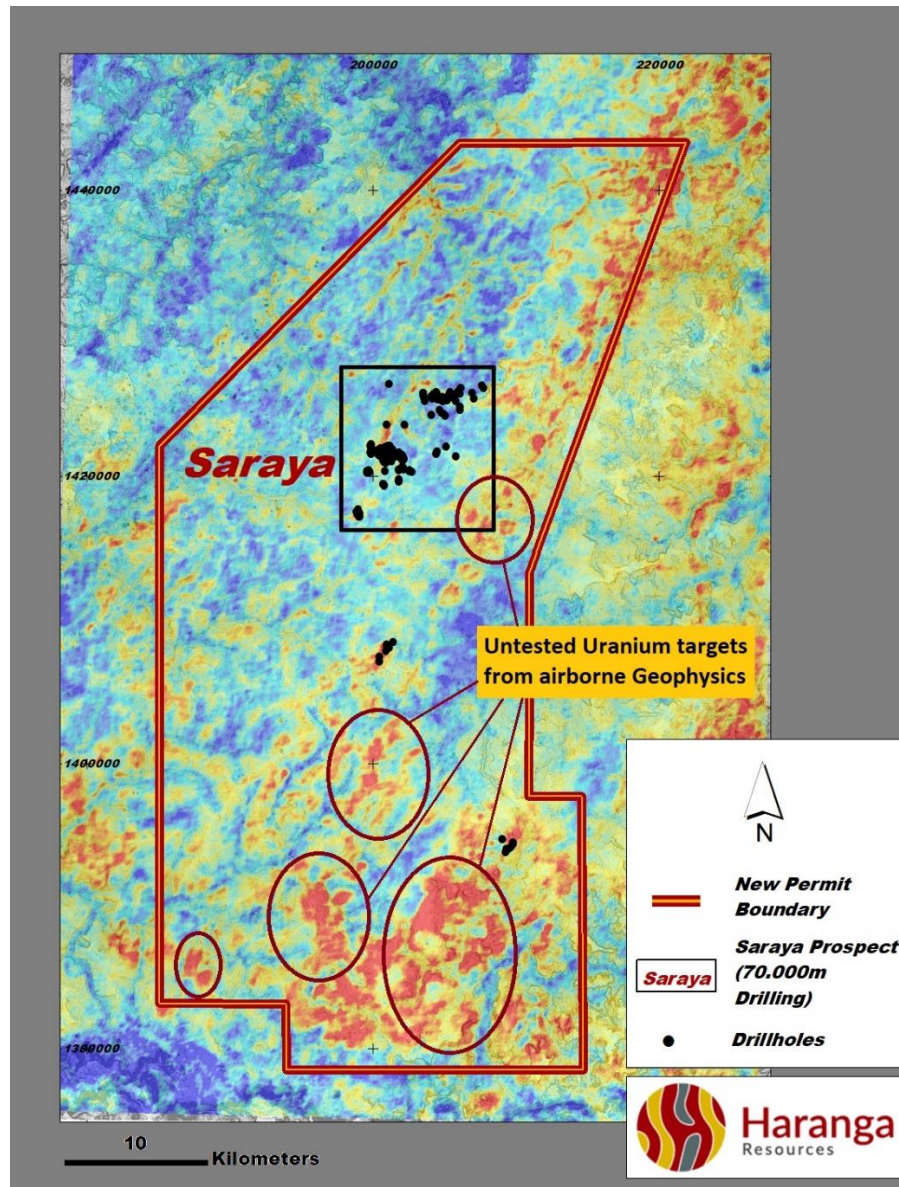 200000
220000
1440000
Saraya
1420000
Untested Uranium targets
from airborne Geophysics
1400000
1380000
N
New Permit
Boundary
Saraya
Saraya Prospect
(70.000m
Drilling)
Drillholes
10
Kilometers
Haranga
Resources